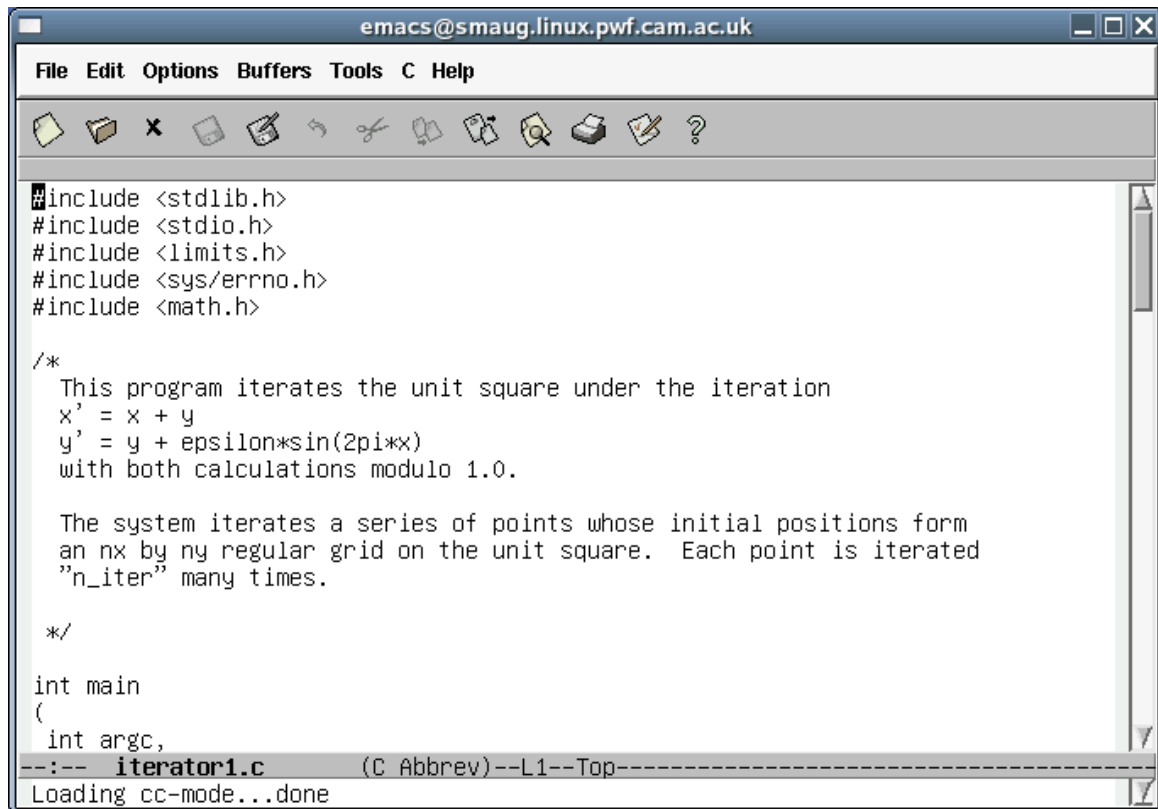 emacs@smaug.linux.pwf.cam.ac.uk
File Edit Options Buffers Tools C Help
#include <stdlib.h>
#include <stdio.h>
#include <limits.h>
#include <sys/errno.h>
#include <math.h>
/*
This program iterates the unit square under the iteration
x' = x + y
y' = y + epsilon*sin(2pi*x)
with both calculations modulo 1.0.
The system iterates a series of points whose initial positions form
an nx by ny regular grid on the unit square.  Each point is iterated
"n_iter" many times.
*/
int main
(
int argc,
--:--  iterator1.c      (C Abbrev)--L1--Top----------------------------------------
Loading cc-mode...done